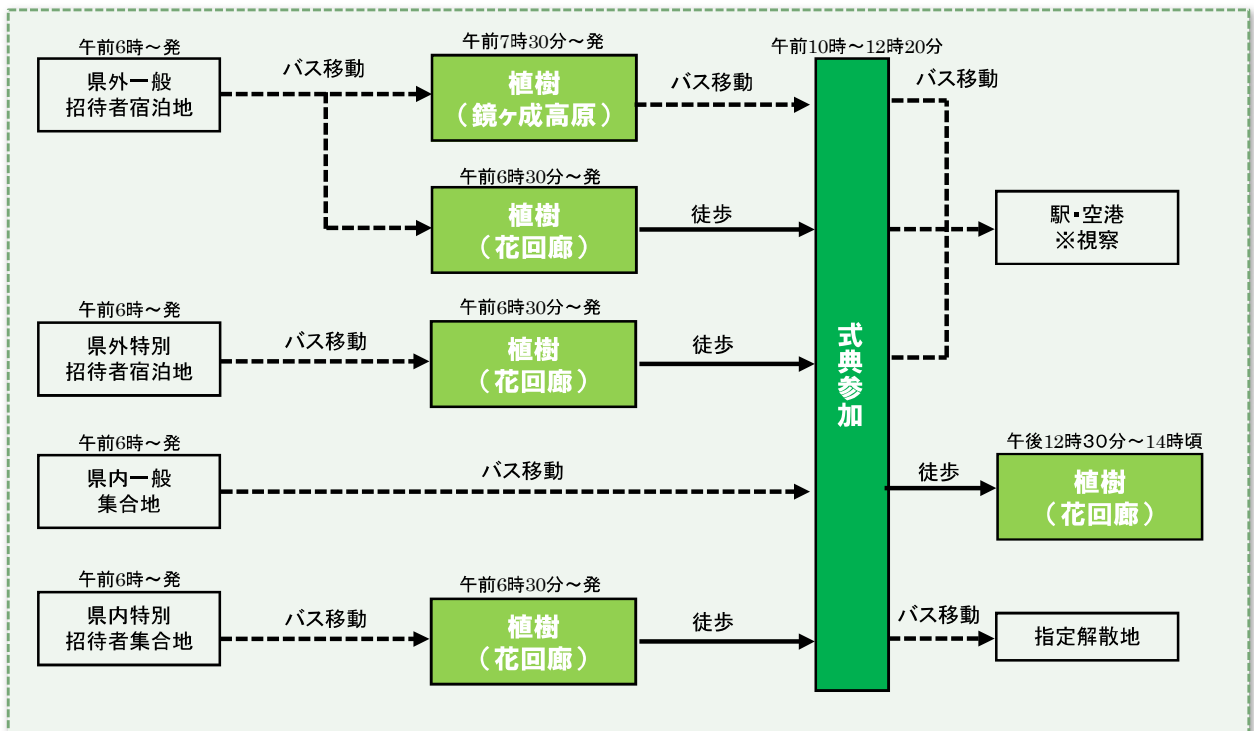 午前6時～発
県外一般
招待者宿泊地
バス移動
午前7時30分～発
植樹
（鏡ヶ成高原）
バス移動
午前10時～12時20分
式典参加
バス移動
午前6時30分～発
植樹
（花回廊）
徒歩
駅・空港
※視察
午前6時～発
県外特別
招待者宿泊地
バス移動
午前6時30分～発
植樹
（花回廊）
徒歩
午前6時～発
県内一般
集合地
バス移動
徒歩
午後12時30分～14時頃
植樹
（花回廊）
午前6時～発
県内特別
招待者集合地
バス移動
午前6時30分～発
植樹
（花回廊）
徒歩
バス移動
指定解散地